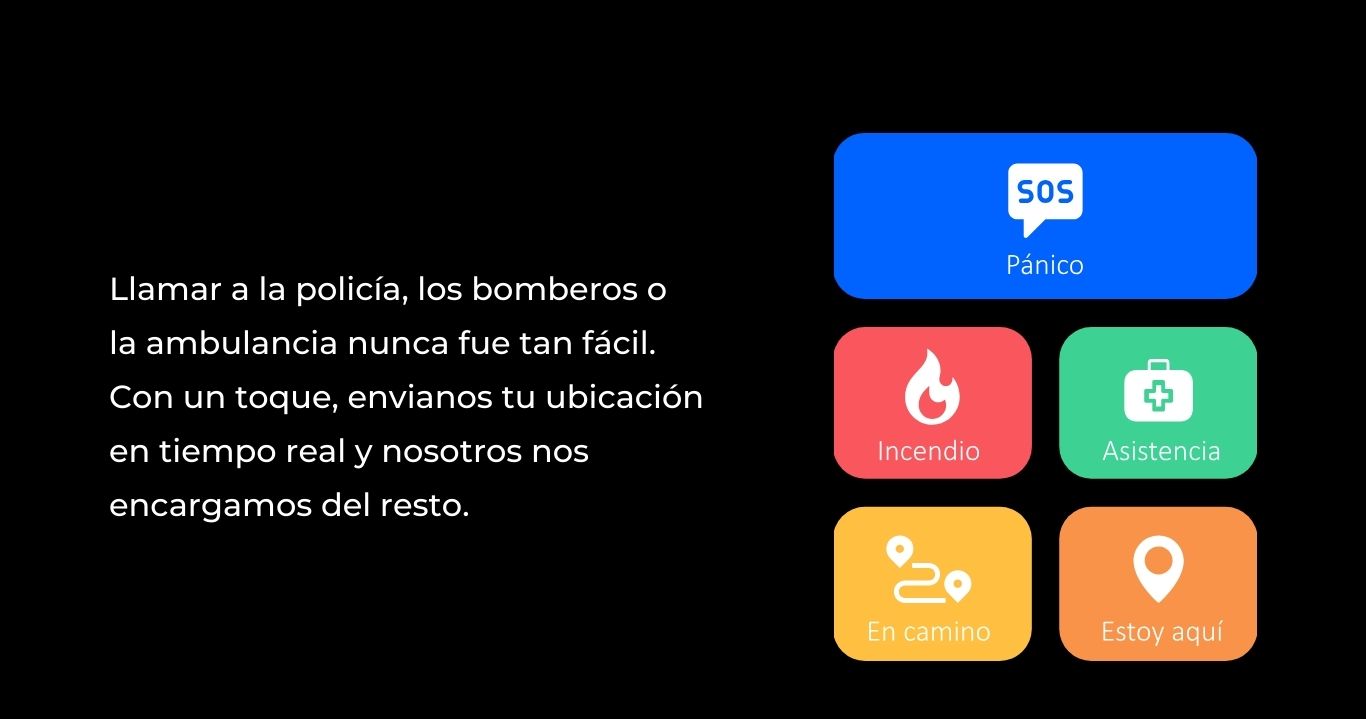 Llamar a la policía, los bomberos o
la ambulancia nunca fue tan fácil.
Con un toque, envianos tu ubicación
en tiempo real y nosotros nos
encargamos del resto.
SOS
Pánico
Incendio
Asistencia
En camino
Estoy aquí